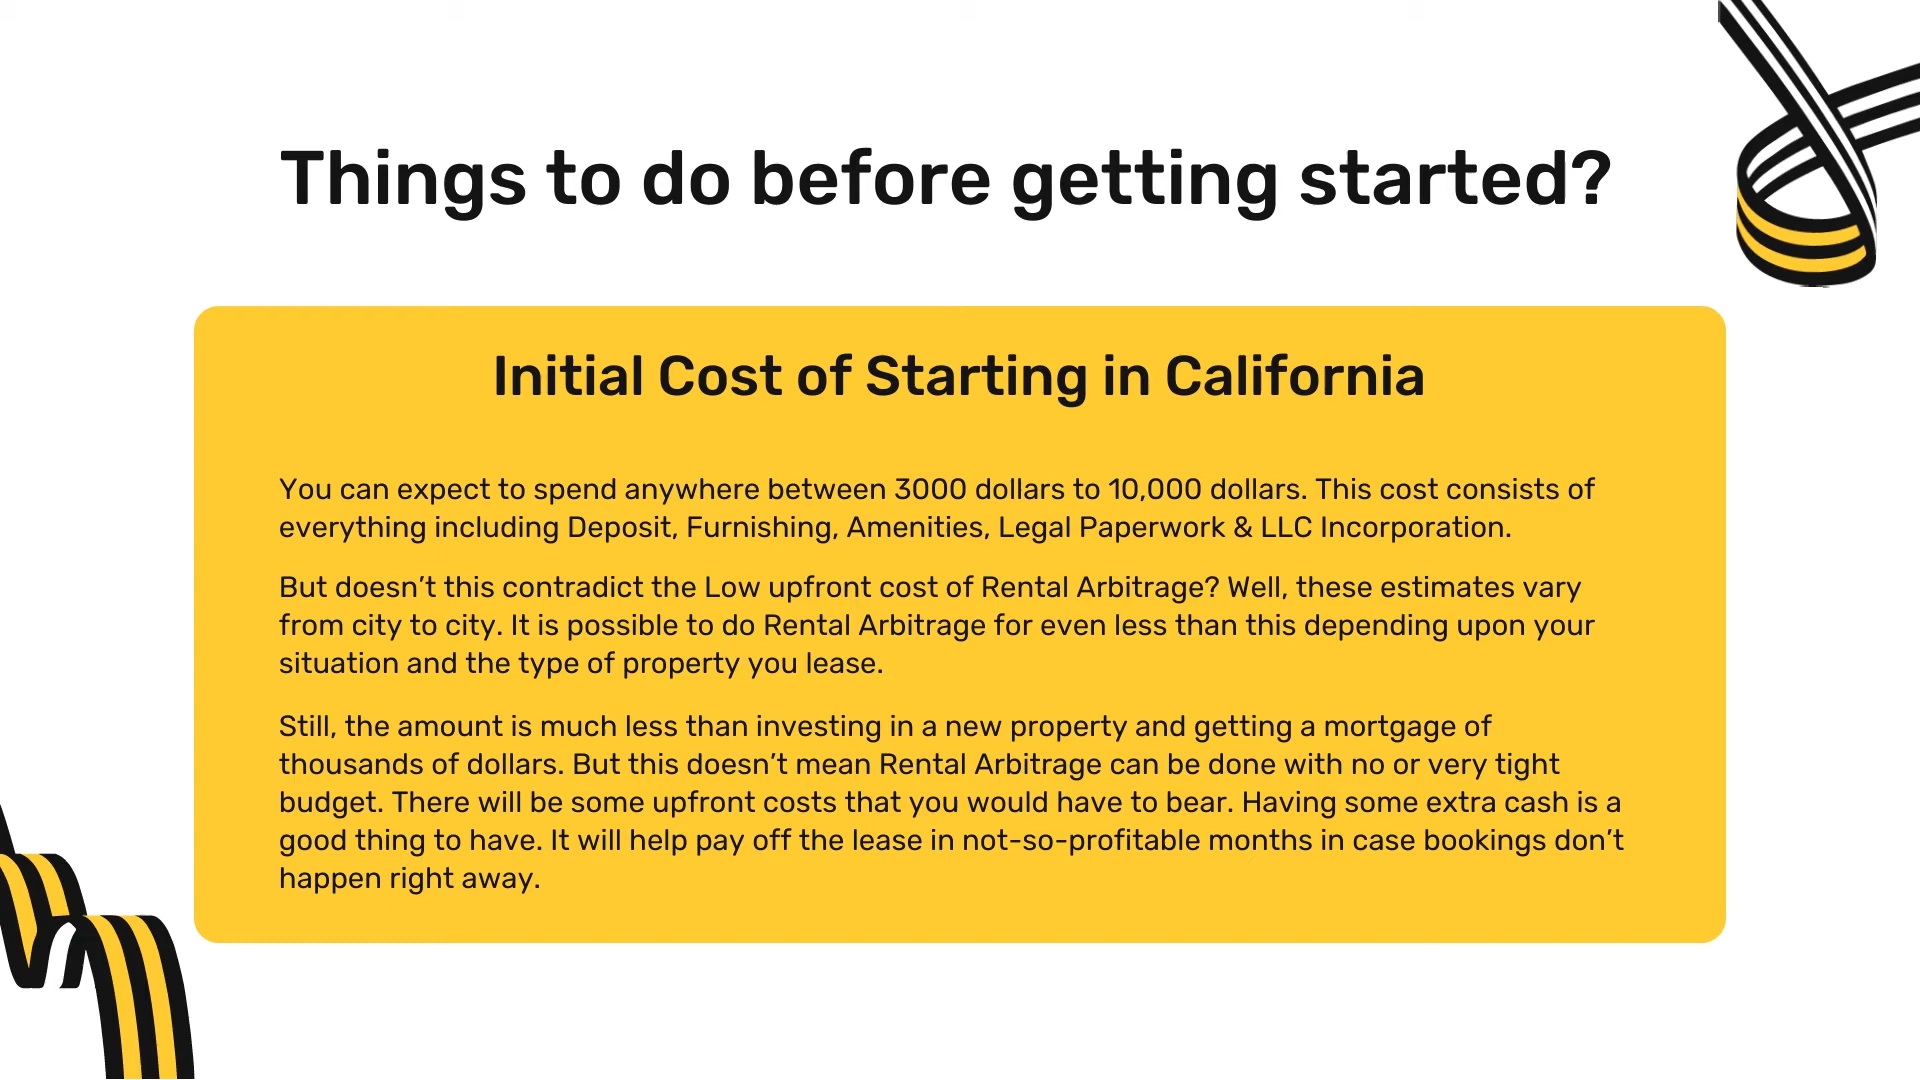 Things to do before getting started?
Initial Cost of Starting in California
You can expect to spend anywhere between 3000 dollars to 10,000 dollars. This cost consists of
everything including Deposit, Furnishing, Amenities, Legal Paperwork & LLC Incorporation.
But doesn’t this contradict the Low upfront cost of Rental Arbitrage? Well, these estimates vary
from city to city. It is possible to do Rental Arbitrage for even less than this depending upon your
situation and the type of property you lease.
Still, the amount is much less than investing in a new property and getting a mortgage of
thousands of dollars. But this doesn’t mean Rental Arbitrage can be done with no or very tight
budget. There will be some upfront costs that you would have to bear. Having some extra cash is a
good thing to have. It will help pay off the lease in not-so-profitable months in case bookings don’t
happen right away.